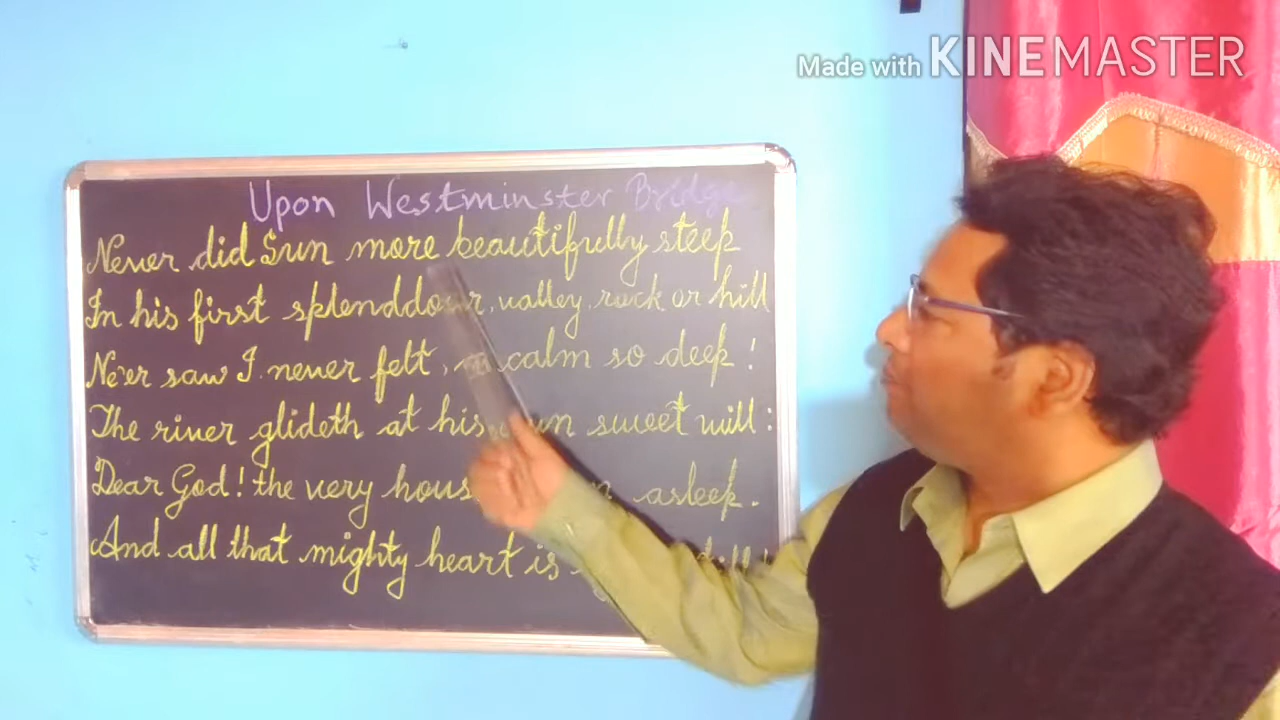 Made with KINEMASTER
Upon Westminster Bridge
Never did Sun more beautifully steep
In his first splenddour, valley, rock or hill
Ne'er saw I never felt, a calm so deep!
The river glideth at his own sweet will:
Dear God! the very hous asleep.
And all that mighty heart is